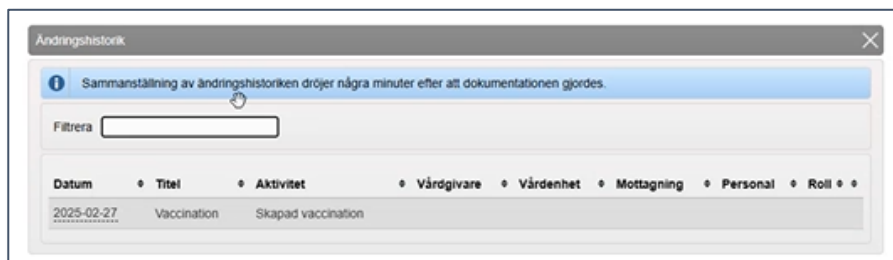 Ändringshistorik
Sammanställning av ändringshistoriken dröjer några minuter efter att dokumentationen gjordes.
Filtrera
Datum Titel Aktivitet Vårdgivare Vårdenhet Mottagning Personal Roll
2025-02-27 Vaccination Skapad vaccination